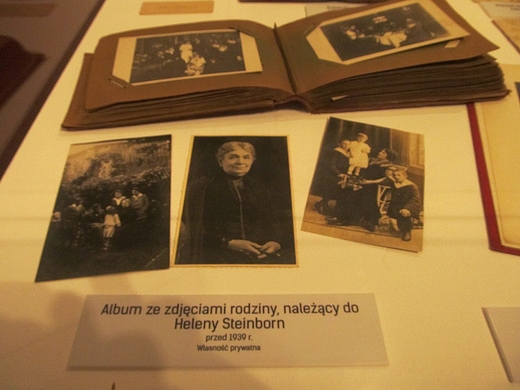 Album ze zdjęciami rodziny, należący do
Heleny Steinborn
przed 1939 r.
Własność prywatna